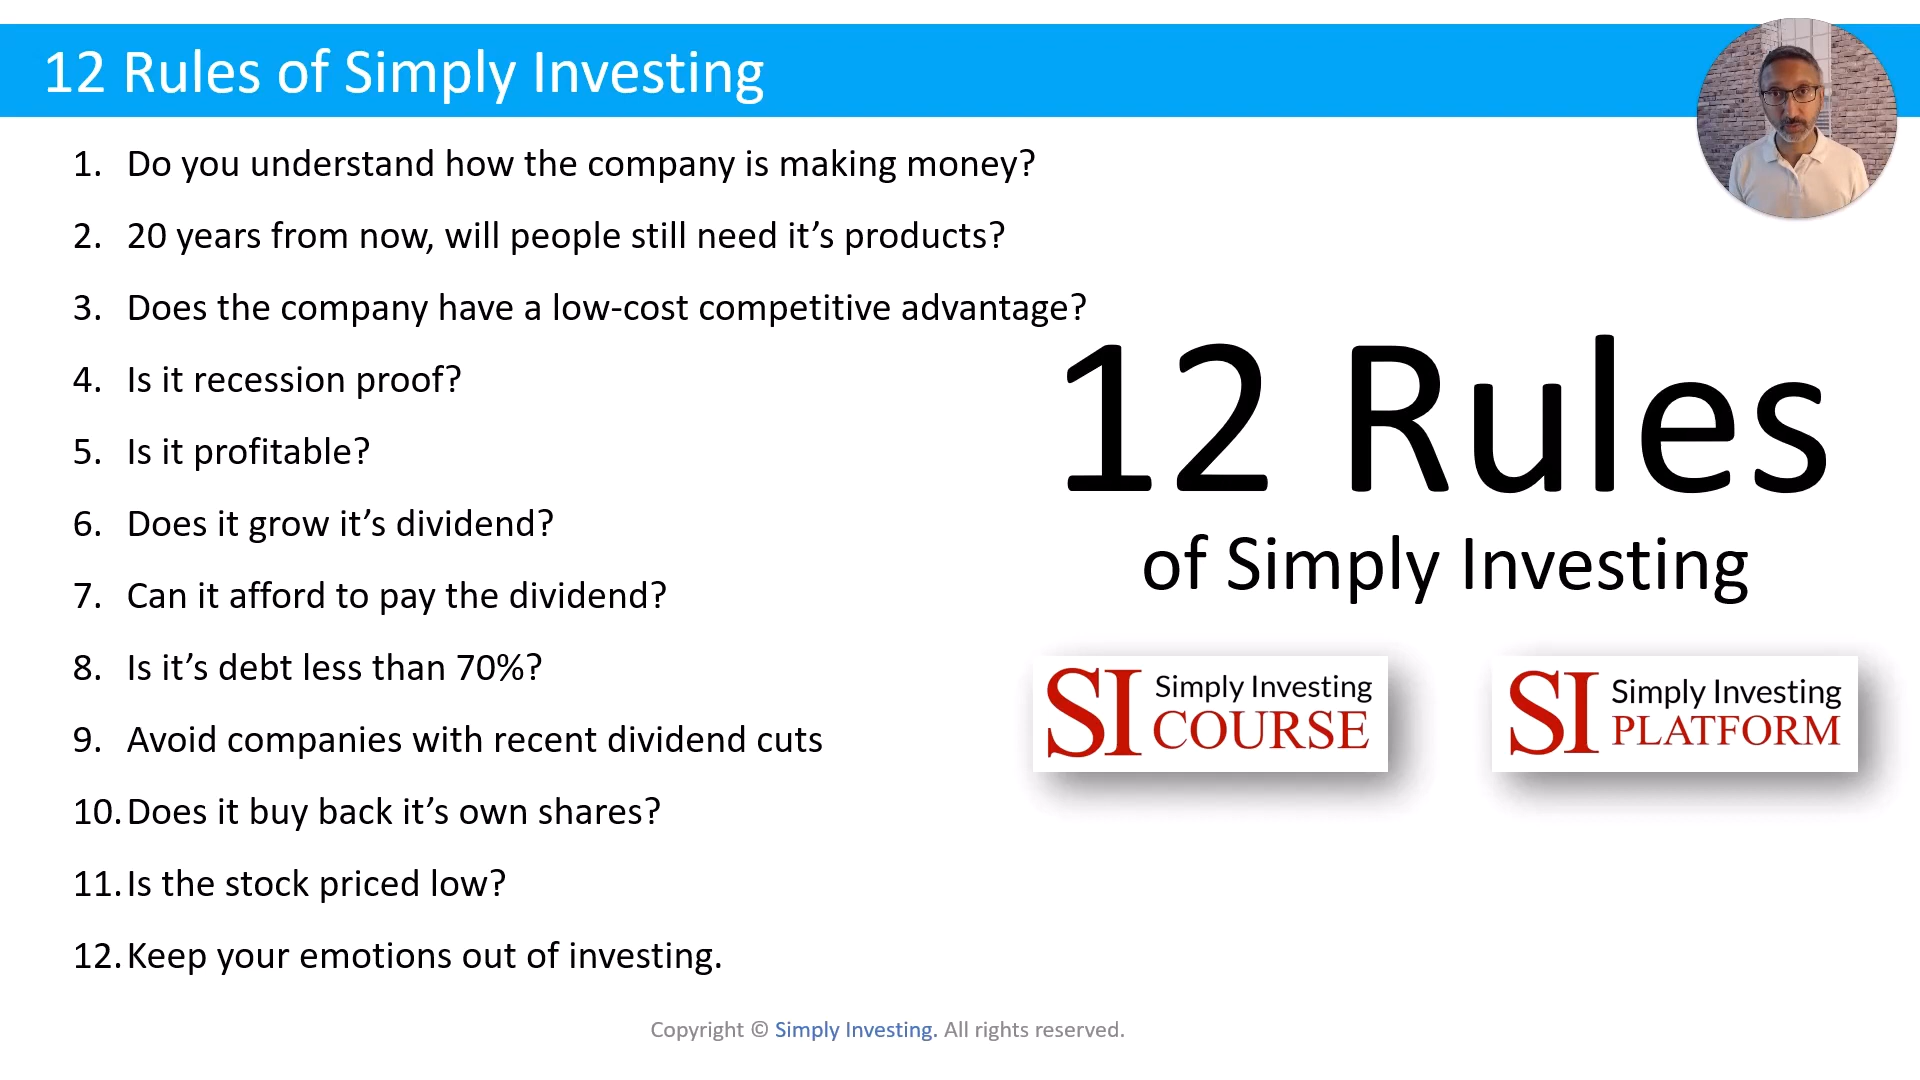 12 Rules of Simply Investing
1. Do you understand how the company is making money?
2. 20 years from now, will people still need it’s products?
3. Does the company have a low-cost competitive advantage?
4. Is it recession proof?
5. Is it profitable?
6. Does it grow it’s dividend?
7. Can it afford to pay the dividend?
8. Is it’s debt less than 70%?
9. Avoid companies with recent dividend cuts
10. Does it buy back it’s own shares?
11. Is the stock priced low?
12. Keep your emotions out of investing.
12 Rules
of Simply Investing
SI Simply Investing
COURSE
SI Simply Investing
PLATFORM
Copyright © Simply Investing. All rights reserved.